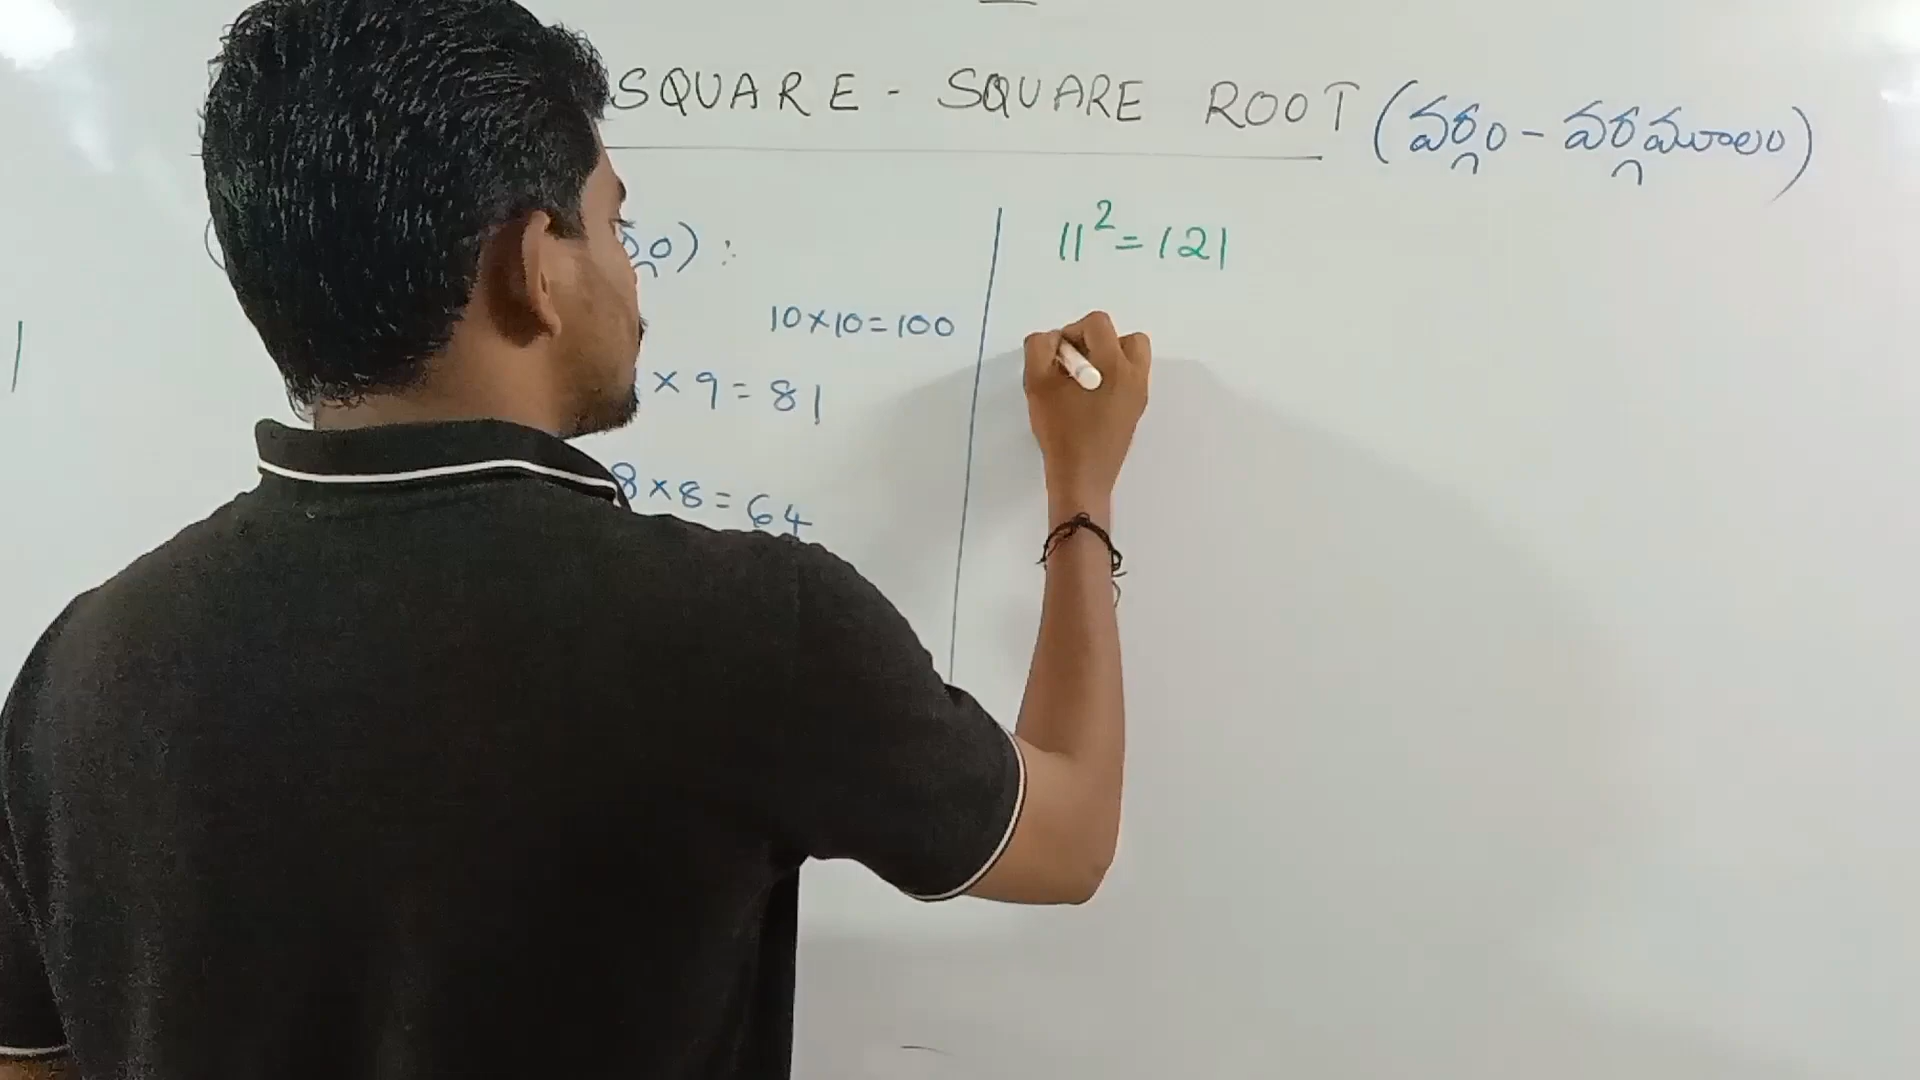 SQUARE - SQUARE ROOT (వర్గం - వర్గమూలం)
10×10=100
× 9 = 81
8×8=64
11²=121